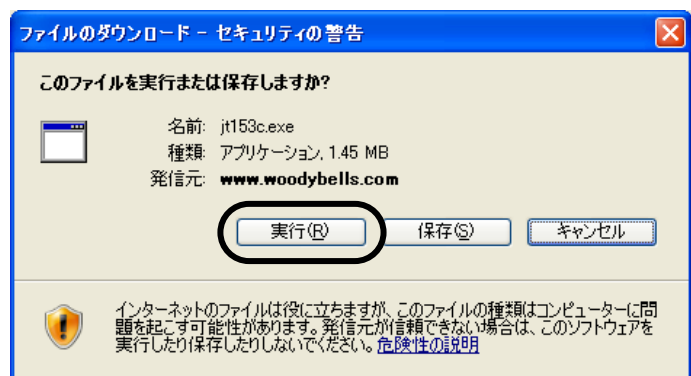 ファイルのダウンロード - セキュリティの警告
このファイルを実行または保存しますか?
名前: jt153c.exe
種類: アプリケーション, 1.45 MB
発信元: www.woodybells.com
実行(R) 保存(S) キャンセル
インターネットのファイルは役に立ちますが、このファイルの種類はコンピューターに問
題を起こす可能性があります。発信元が信頼できない場合は、このソフトウェアを
実行したり保存したりしないでください。危険性の説明